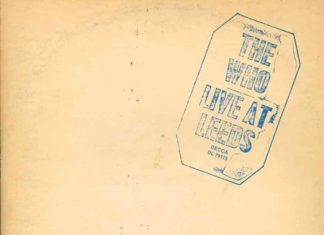 THE
WHO
LIVE AT
LEEDS
DECCA
DL 79175